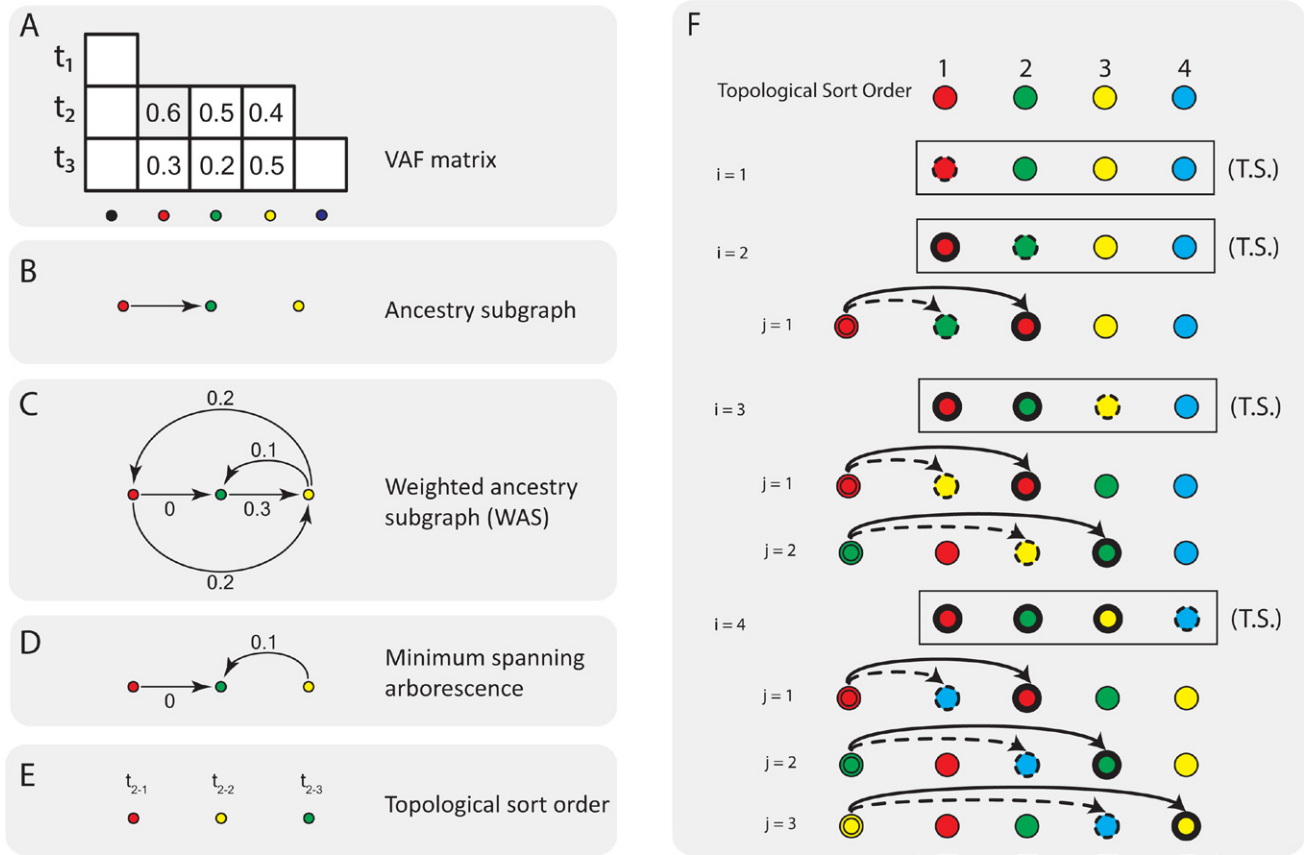 A
t1
t2 0.6 0.5 0.4
t3 0.3 0.2 0.5
VAF matrix
B
Ancestry subgraph
C
0.2
0.1
0 0.3
0.2
Weighted ancestry
subgraph (WAS)
D
0.1
0
Minimum spanning
arborescence
E
t2-1 t2-2 t2-3
Topological sort order
F
1 2 3 4
Topological Sort Order
i = 1 (T.S.)
i = 2 (T.S.)
j = 1
i = 3 (T.S.)
j = 1
j = 2
i = 4 (T.S.)
j = 1
j = 2
j = 3